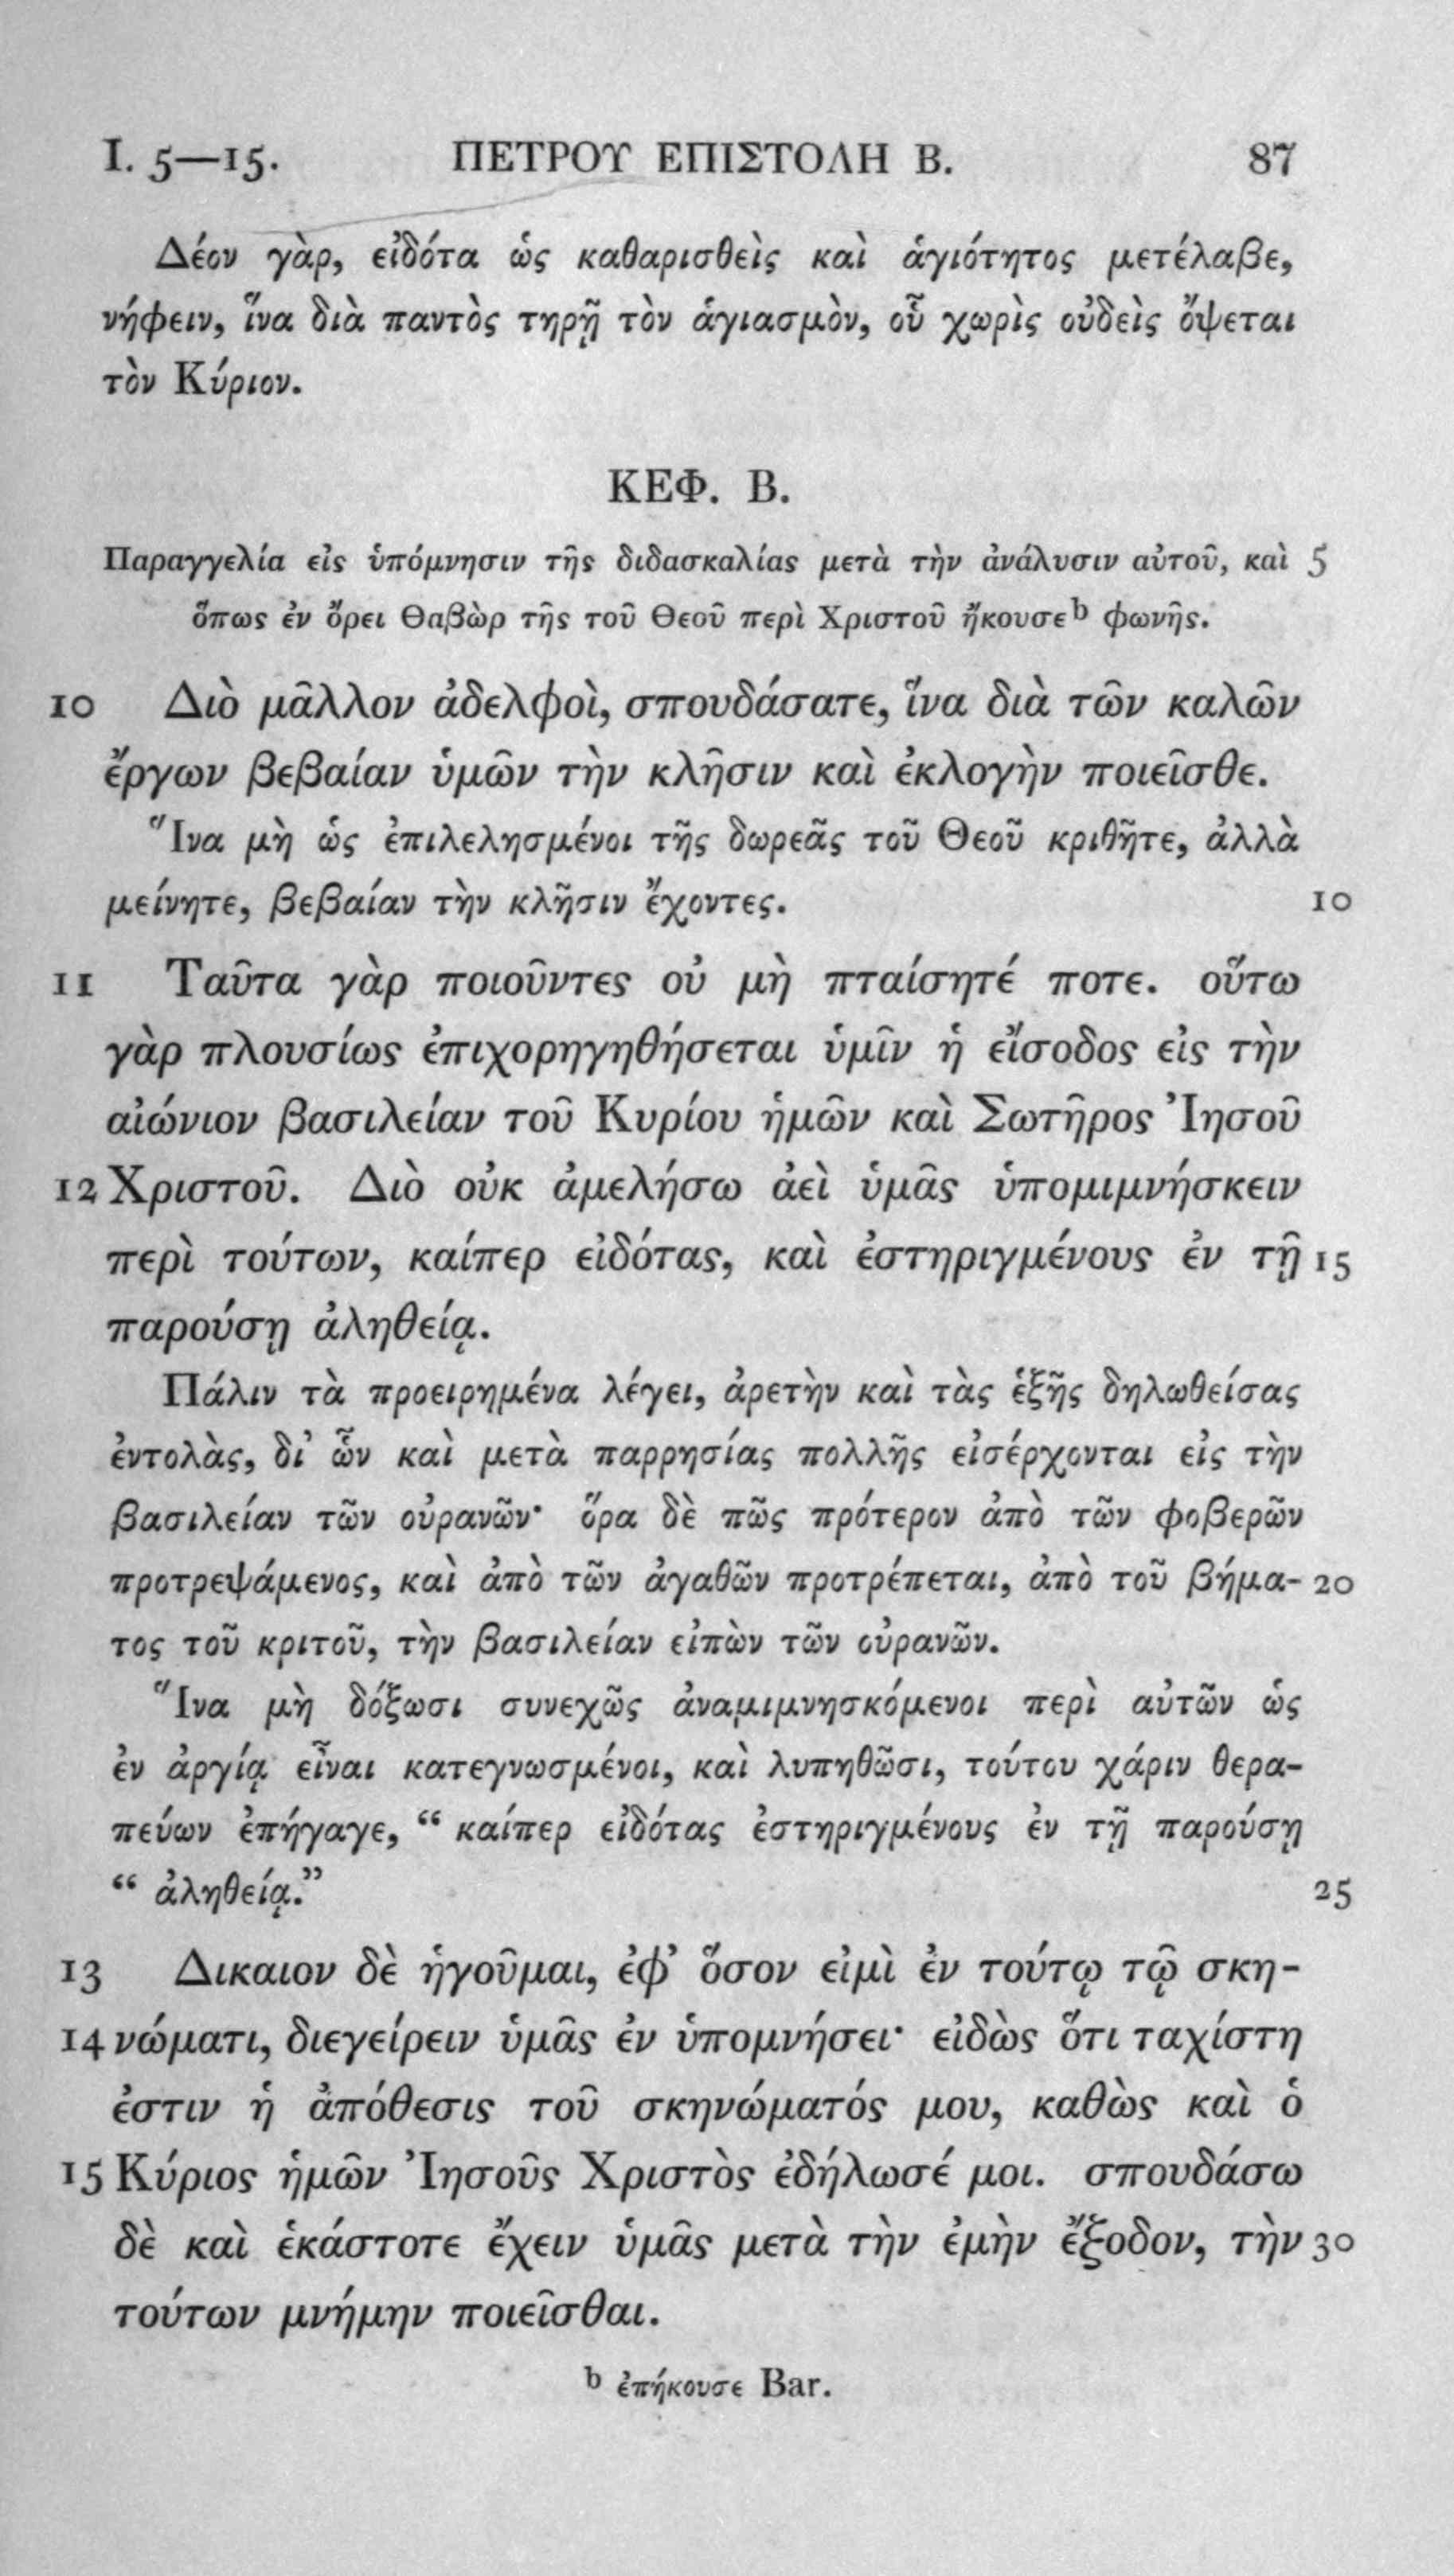 I. 5—15. ΠΕΤΡΟΥ ΕΠΙΣΤΟΛΗ Β. 87
Δέον γὰρ, εἰδότα ὡς καθαρισθεὶς καὶ ἁγιότητος μετέλαβε,
νήφειν, ἵνα διὰ παντὸς τηρῇ τὸν ἁγιασμὸν, οὗ χωρὶς οὐδεὶς ὄψεται
τὸν Κύριον.
ΚΕΦ. Β.
Παραγγελία εἰς ὑπόμνησιν τῆς διδασκαλίας μετὰ τὴν ἀνάλυσιν αὐτοῦ, καὶ 5
ὅπως ἐν ὄρει Θαβὼρ τῆς τοῦ Θεοῦ περὶ Χριστοῦ ἤκουσε b φωνῆς.
10 Διὸ μᾶλλον ἀδελφοὶ, σπουδάσατε, ἵνα διὰ τῶν καλῶν
ἔργων βεβαίαν ὑμῶν τὴν κλῆσιν καὶ ἐκλογὴν ποιεῖσθε.
Ἵνα μὴ ὡς ἐπιλελησμένοι τῆς δωρεᾶς τοῦ Θεοῦ κριθῆτε, ἀλλὰ
μείνητε, βεβαίαν τὴν κλῆσιν ἔχοντες. 10
11 Ταῦτα γὰρ ποιοῦντες οὐ μὴ πταίσητέ ποτε. οὕτω
γὰρ πλουσίως ἐπιχορηγηθήσεται ὑμῖν ἡ εἴσοδος εἰς τὴν
αἰώνιον βασιλείαν τοῦ Κυρίου ἡμῶν καὶ Σωτῆρος Ἰησοῦ
12 Χριστοῦ. Διὸ οὐκ ἀμελήσω ἀεὶ ὑμᾶς ὑπομιμνήσκειν
περὶ τούτων, καίπερ εἰδότας, καὶ ἐστηριγμένους ἐν τῇ 15
παρούσῃ ἀληθείᾳ.
Πάλιν τὰ προειρημένα λέγει, ἀρετὴν καὶ τὰς ἑξῆς δηλωθείσας
ἐντολὰς, δι' ὧν καὶ μετὰ παρρησίας πολλῆς εἰσέρχονται εἰς τὴν
βασιλείαν τῶν οὐρανῶν· ὅρα δὲ πῶς πρότερον ἀπὸ τῶν φοβερῶν
προτρεψάμενος, καὶ ἀπὸ τῶν ἀγαθῶν προτρέπεται, ἀπὸ τοῦ βήμα- 20
τος τοῦ κριτοῦ, τὴν βασιλείαν εἰπὼν τῶν οὐρανῶν.
Ἵνα μὴ δόξωσι συνεχῶς ἀναμιμνησκόμενοι περὶ αὐτῶν ὡς
ἐν ἀργίᾳ εἶναι κατεγνωσμένοι, καὶ λυπηθῶσι, τούτου χάριν θερα-
πεύων ἐπήγαγε, “ καίπερ εἰδότας ἐστηριγμένους ἐν τῇ παρούσῃ
“ ἀληθείᾳ.” 25
13 Δικαιον δὲ ἡγοῦμαι, ἐφ' ὅσον εἰμὶ ἐν τούτῳ τῷ σκη-
14 νώματι, διεγείρειν ὑμᾶς ἐν ὑπομνήσει· εἰδὼς ὅτι ταχίστη
ἐστιν ἡ ἀπόθεσις τοῦ σκηνώματός μου, καθὼς καὶ ὁ
15 Κύριος ἡμῶν Ἰησοῦς Χριστὸς ἐδήλωσέ μοι. σπουδάσω
δὲ καὶ ἑκάστοτε ἔχειν ὑμᾶς μετὰ τὴν ἐμὴν ἔξοδον, τὴν 30
τούτων μνήμην ποιεῖσθαι.
b ἐπήκουσε Bar.